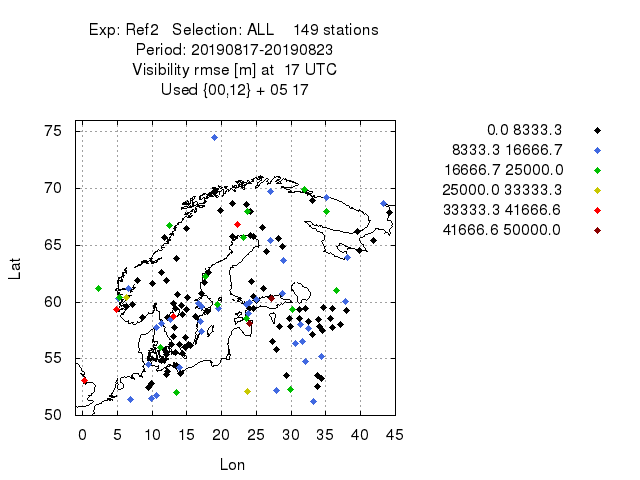 Exp: Ref2   Selection: ALL    149 stations
Period: 20190817-20190823
Visibility rmse [m] at  17 UTC
Used {00,12} + 05 17
75
70
65
60
55
50
Lat
0 5 10 15 20 25 30 35 40 45
Lon
0.0 8333.3
8333.3 16666.7
16666.7 25000.0
25000.0 33333.3
33333.3 41666.6
41666.6 50000.0